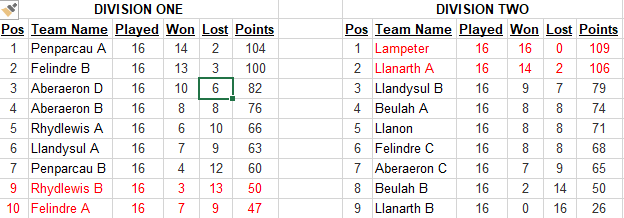 DIVISION ONE DIVISION TWO
Pos Team Name Played Won Lost Points Pos Team Name Played Won Lost Points
1 Penparcau A 16 14 2 104 1 Lampeter 16 16 0 109
2 Felindre B 16 13 3 100 2 Llanarth A 16 14 2 106
3 Aberaeron D 16 10 6 82 3 Llandysul B 16 9 7 79
4 Aberaeron B 16 8 8 76 4 Beulah A 16 8 8 74
5 Rhydlewis A 16 6 10 66 5 Llanon 16 8 8 71
6 Llandysul A 16 7 9 63 6 Felindre C 16 8 8 68
7 Penparcau B 16 4 12 60 7 Aberaeron C 16 7 9 65
9 Rhydlewis B 16 3 13 50 8 Beulah B 16 2 14 50
10 Felindre A 16 7 9 47 9 Llanarth B 16 0 16 26